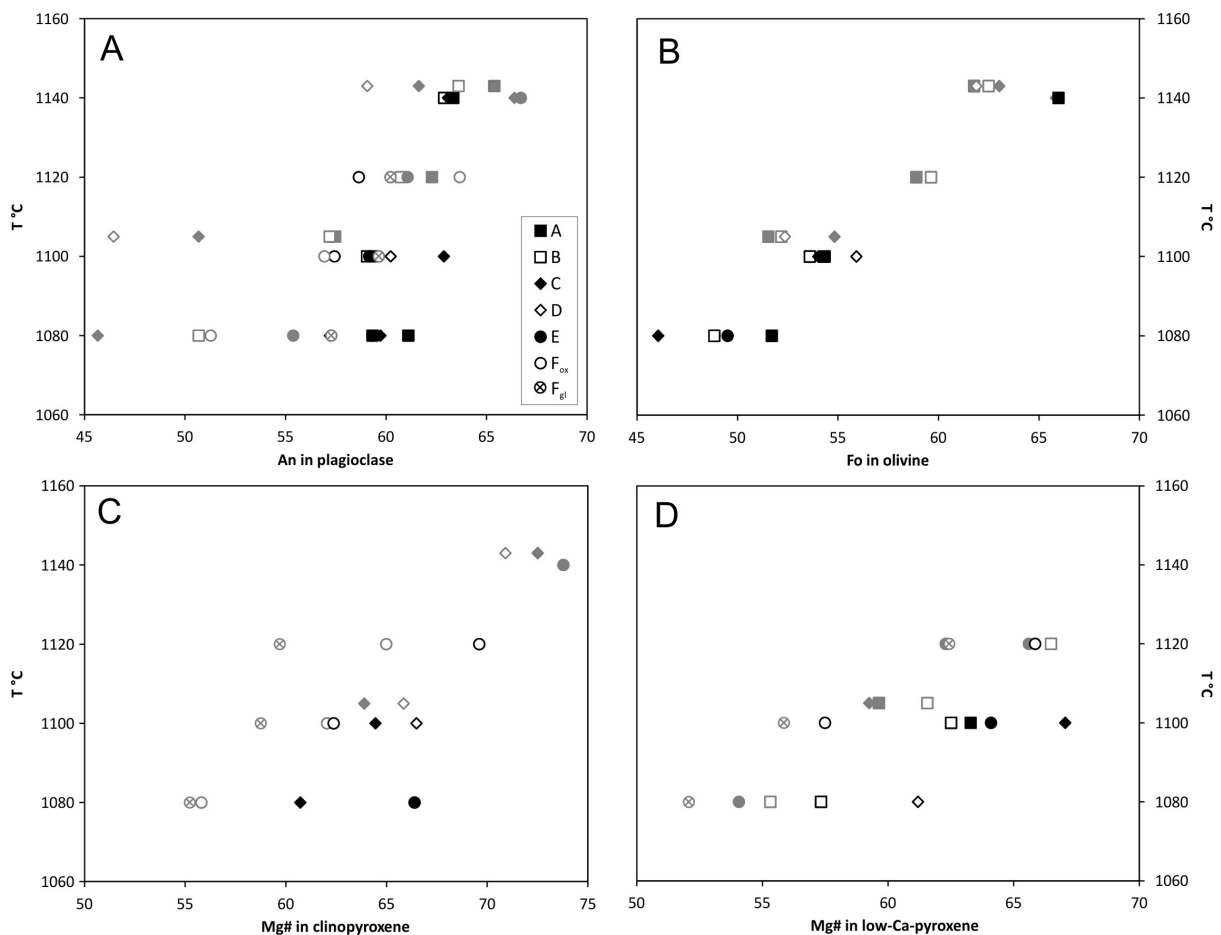 A
1160
1140
1120
1100
1080
1060
T °C
45 50 55 60 65 70
An in plagioclase
A
B
C
D
E
Fox
Fgl
B
1160
1140
1120
1100
1080
1060
T °C
45 50 55 60 65 70
Fo in olivine
C
1160
1140
1120
1100
1080
1060
T °C
50 55 60 65 70 75
Mg# in clinopyroxene
D
1160
1140
1120
1100
1080
1060
T °C
50 55 60 65 70
Mg# in low-Ca-pyroxene